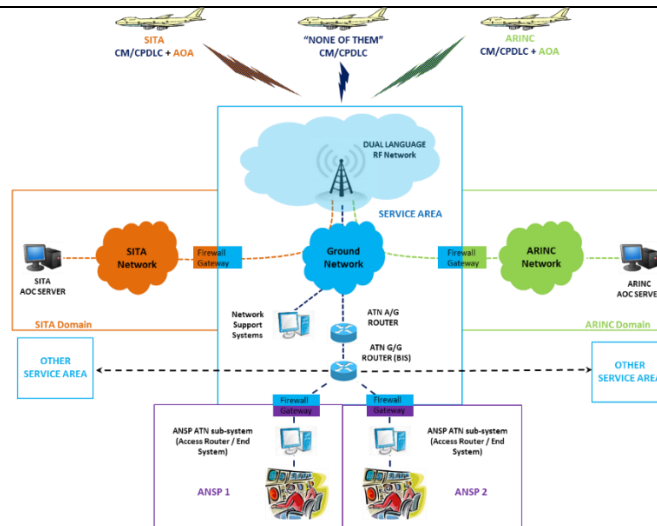 SITA
CM/CPDLC + AOA
“NONE OF THEM”
CM/CPDLC
ARINC
CM/CPDLC + AOA
DUAL LANGUAGE
RF Network
SERVICE AREA
SITA
AOC SERVER
SITA
Network
Firewall
Gateway
Ground
Network
Firewall
Gateway
ARINC
Network
ARINC
AOC SERVER
SITA Domain
ARINC Domain
Network
Support
Systems
ATN A/G
ROUTER
ATN G/G
ROUTER (BIS)
OTHER
SERVICE AREA
OTHER
SERVICE AREA
Firewall
Gateway
Firewall
Gateway
ANSP ATN sub-system
(Access Router / End
System)
ANSP ATN sub-system
(Access Router / End
System)
ANSP 1
ANSP 2